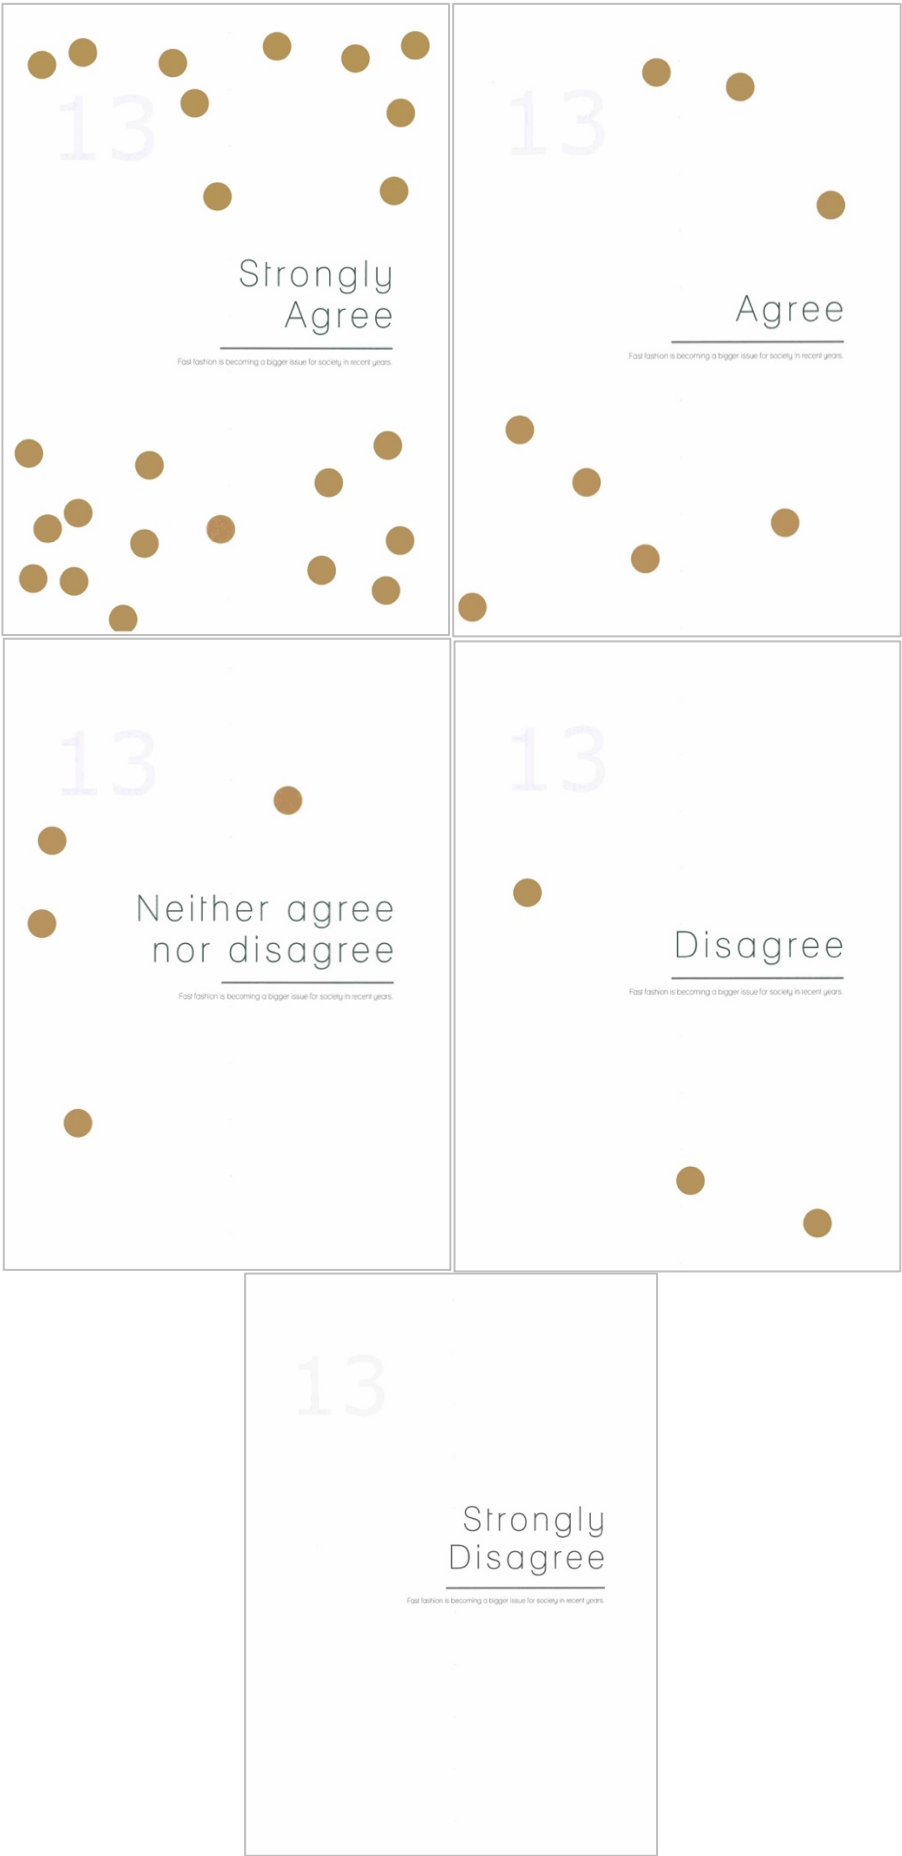 13
Strongly
Agree
Fast fashion is becoming a bigger issue for society in recent years.
13
Agree
Fast fashion is becoming a bigger issue for society in recent years.
13
Neither agree
nor disagree
Fast fashion is becoming a bigger issue for society in recent years.
13
Disagree
Fast fashion is becoming a bigger issue for society in recent years.
13
Strongly
Disagree
Fast fashion is becoming a bigger issue for society in recent years.